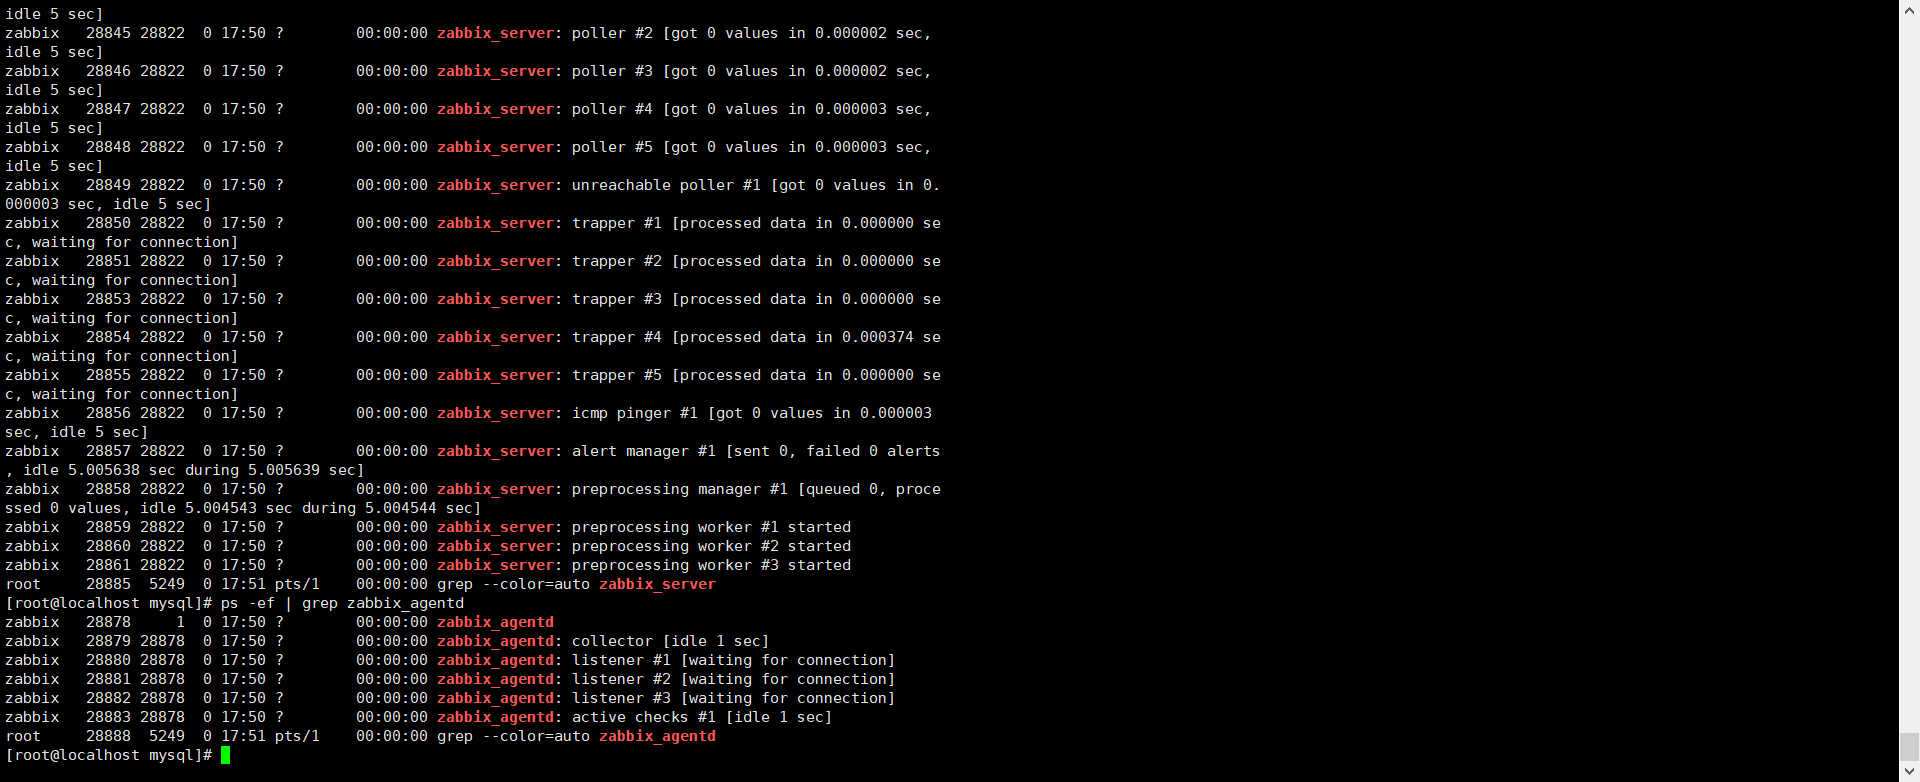 idle 5 sec]
zabbix   28845 28822  0 17:50 ?        00:00:00 zabbix_server: poller #2 [got 0 values in 0.000002 sec,
idle 5 sec]
zabbix   28846 28822  0 17:50 ?        00:00:00 zabbix_server: poller #3 [got 0 values in 0.000002 sec,
idle 5 sec]
zabbix   28847 28822  0 17:50 ?        00:00:00 zabbix_server: poller #4 [got 0 values in 0.000003 sec,
idle 5 sec]
zabbix   28848 28822  0 17:50 ?        00:00:00 zabbix_server: poller #5 [got 0 values in 0.000003 sec,
idle 5 sec]
zabbix   28849 28822  0 17:50 ?        00:00:00 zabbix_server: unreachable poller #1 [got 0 values in 0.
000003 sec, idle 5 sec]
zabbix   28850 28822  0 17:50 ?        00:00:00 zabbix_server: trapper #1 [processed data in 0.000000 se
c, waiting for connection]
zabbix   28851 28822  0 17:50 ?        00:00:00 zabbix_server: trapper #2 [processed data in 0.000000 se
c, waiting for connection]
zabbix   28853 28822  0 17:50 ?        00:00:00 zabbix_server: trapper #3 [processed data in 0.000000 se
c, waiting for connection]
zabbix   28854 28822  0 17:50 ?        00:00:00 zabbix_server: trapper #4 [processed data in 0.000374 se
c, waiting for connection]
zabbix   28855 28822  0 17:50 ?        00:00:00 zabbix_server: trapper #5 [processed data in 0.000000 se
c, waiting for connection]
zabbix   28856 28822  0 17:50 ?        00:00:00 zabbix_server: icmp pinger #1 [got 0 values in 0.000003
sec, idle 5 sec]
zabbix   28857 28822  0 17:50 ?        00:00:00 zabbix_server: alert manager #1 [sent 0, failed 0 alerts
, idle 5.005638 sec during 5.005639 sec]
zabbix   28858 28822  0 17:50 ?        00:00:00 zabbix_server: preprocessing manager #1 [queued 0, proce
ssed 0 values, idle 5.004543 sec during 5.004544 sec]
zabbix   28859 28822  0 17:50 ?        00:00:00 zabbix_server: preprocessing worker #1 started
zabbix   28860 28822  0 17:50 ?        00:00:00 zabbix_server: preprocessing worker #2 started
zabbix   28861 28822  0 17:50 ?        00:00:00 zabbix_server: preprocessing worker #3 started
root     28885  5249  0 17:51 pts/1    00:00:00 grep --color=auto zabbix_server
[root@localhost mysql]# ps -ef | grep zabbix_agentd
zabbix   28878     1  0 17:50 ?        00:00:00 zabbix_agentd
zabbix   28879 28878  0 17:50 ?        00:00:00 zabbix_agentd: collector [idle 1 sec]
zabbix   28880 28878  0 17:50 ?        00:00:00 zabbix_agentd: listener #1 [waiting for connection]
zabbix   28881 28878  0 17:50 ?        00:00:00 zabbix_agentd: listener #2 [waiting for connection]
zabbix   28882 28878  0 17:50 ?        00:00:00 zabbix_agentd: listener #3 [waiting for connection]
zabbix   28883 28878  0 17:50 ?        00:00:00 zabbix_agentd: active checks #1 [idle 1 sec]
root     28888  5249  0 17:51 pts/1    00:00:00 grep --color=auto zabbix_agentd
[root@localhost mysql]#